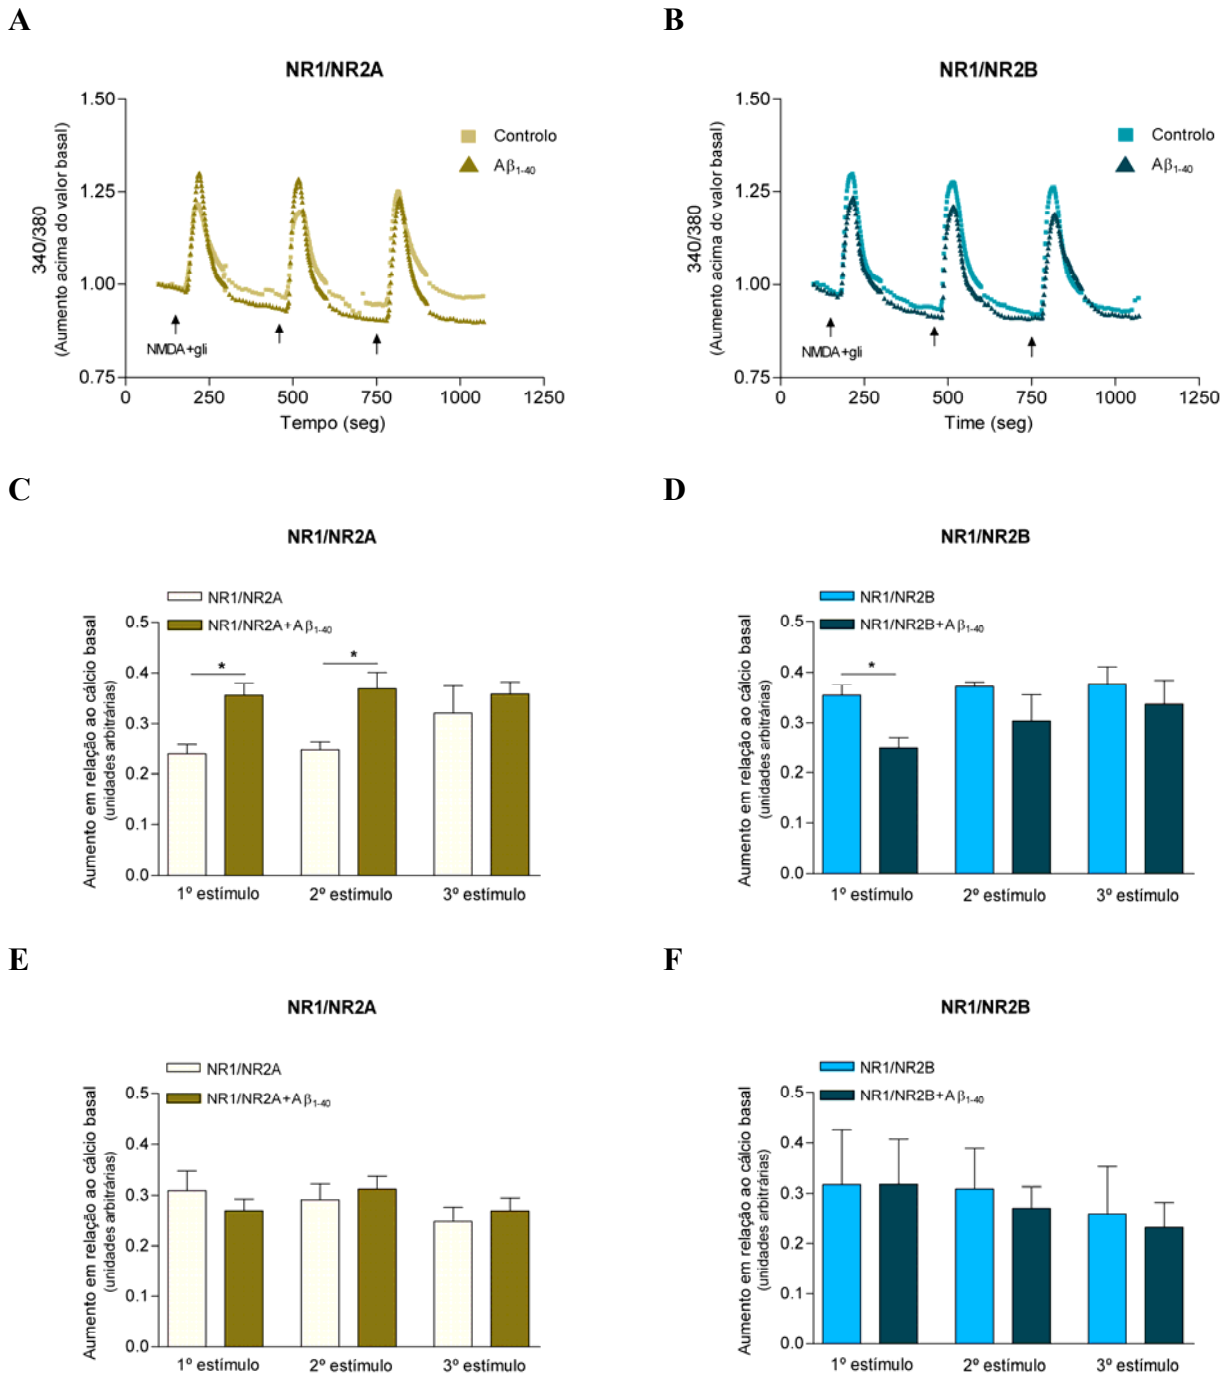 A
NR1/NR2A
1.50
1.25
1.00
0.75
340/380
(Aumento acima do valor basal)
Controlo
Aβ1-40
NMDA+gli
0
250
500
750
1000
1250
Tempo (seg)
B
NR1/NR2B
1.50
1.25
1.00
0.75
340/380
(Aumento acima do valor basal)
Controlo
Aβ1-40
NMDA+gli
0
250
500
750
1000
1250
Time (seg)
C
NR1/NR2A
NR1/NR2A
NR1/NR2A+Aβ1-40
Aumento em relação ao cálcio basal
(unidades arbitrárias)
0.5
0.4
0.3
0.2
0.1
0.0
*
*
1º estímulo
2º estímulo
3º estímulo
D
NR1/NR2B
NR1/NR2B
NR1/NR2B+Aβ1-40
Aumento em relação ao cálcio basal
(unidades arbitrárias)
0.5
0.4
0.3
0.2
0.1
0.0
*
1º estímulo
2º estímulo
3º estímulo
E
NR1/NR2A
NR1/NR2A
NR1/NR2A+Aβ1-40
Aumento em relação ao cálcio basal
(unidades arbitrárias)
0.5
0.4
0.3
0.2
0.1
0.0
1º estímulo
2º estímulo
3º estímulo
F
NR1/NR2B
NR1/NR2B
NR1/NR2B+Aβ1-40
Aumento em relação ao cálcio basal
(unidades arbitrárias)
0.5
0.4
0.3
0.2
0.1
0.0
1º estímulo
2º estímulo
3º estímulo